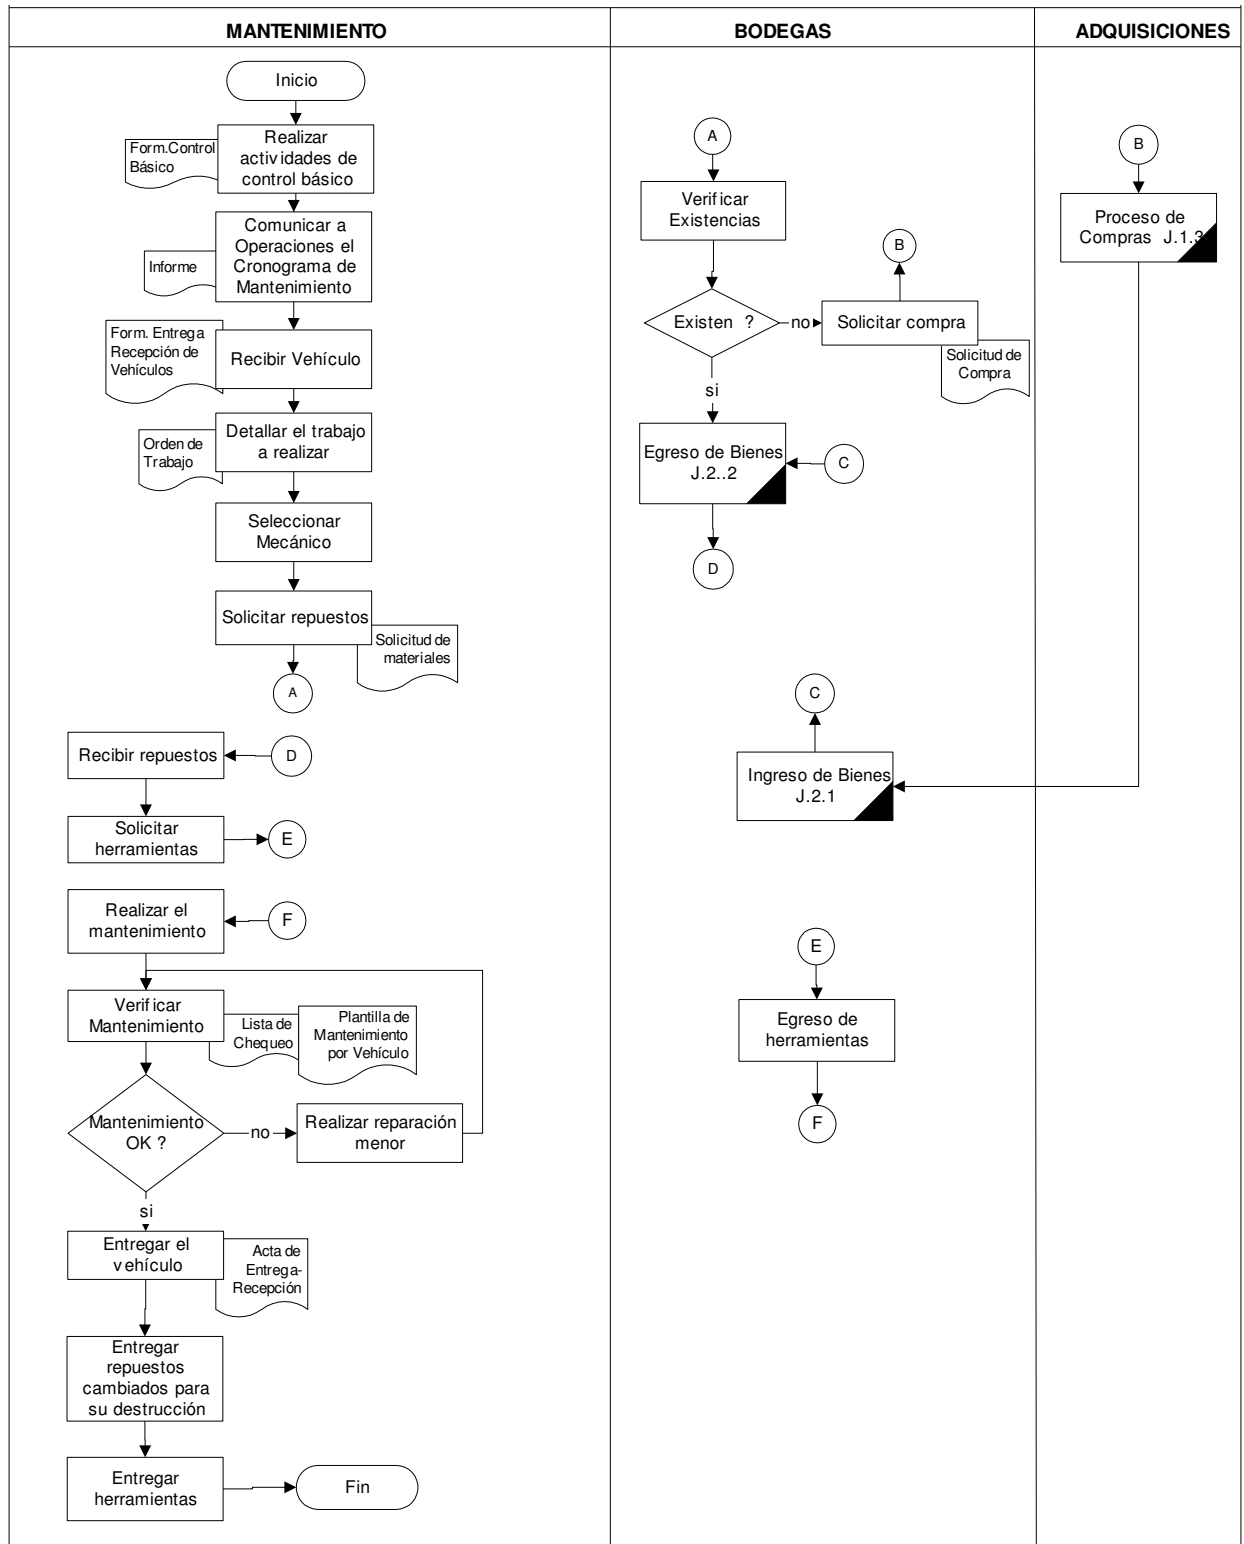 MANTENIMIENTO
BODEGAS
ADQUISICIONES
Inicio
Form.Control
Básico
Realizar
actividades de
control básico
Informe
Comunicar a
Operaciones el
Cronograma de
Mantenimiento
Form. Entrega
Recepción de
Vehículos
Recibir Vehículo
Orden de
Trabajo
Detallar el trabajo
a realizar
Seleccionar
Mecánico
Solicitar repuestos
Solicitud de
materiales
A
Recibir repuestos
D
Solicitar
herramientas
E
Realizar el
mantenimiento
F
Verificar
Mantenimiento
Lista de
Chequeo
Plantilla de
Mantenimiento
por Vehículo
Mantenimiento
OK ?
no
Realizar reparación
menor
si
Entregar el
vehículo
Acta de
Entrega-
Recepción
Entregar
repuestos
cambiados para
su destrucción
Entregar
herramientas
Fin
A
Verificar
Existencias
B
Existen ?
no
Solicitar compra
Solicitud de
Compra
si
Egreso de Bienes
J.2..2
C
D
C
Ingreso de Bienes
J.2.1
E
Egreso de
herramientas
F
B
Proceso de
Compras J.1.3